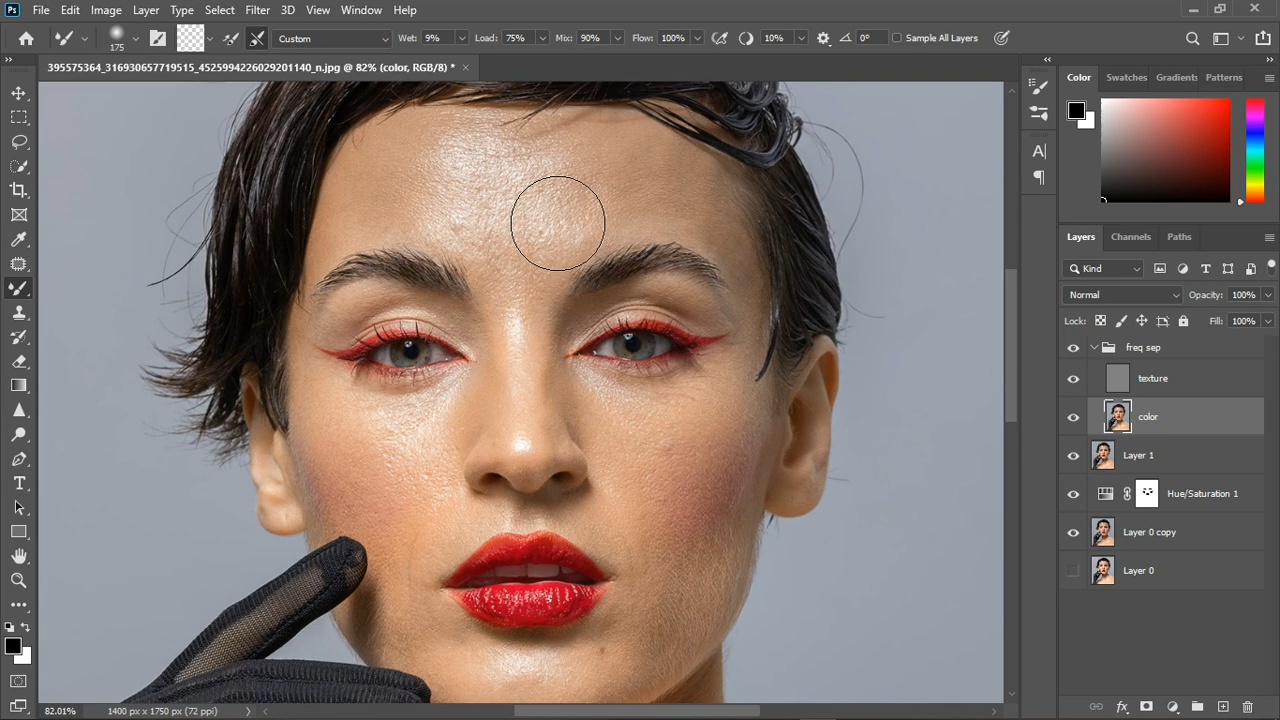 Ps File Edit Image Layer Type Select Filter 3D View Window Help
175 Custom Wet: 9% Load: 75% Mix: 90% Flow: 100% 10% 0° Sample All Layers
395575364_316930657719515_4525994226029201140_n.jpg @ 82% (color, RGB/8) *
Color Swatches Gradients Patterns
Layers Channels Paths
Kind
Normal Opacity: 100%
Lock: Fill: 100%
freq sep
texture
color
Layer 1
Hue/Saturation 1
Layer 0 copy
Layer 0
82.01% 1400 px x 1750 px (72 ppi)